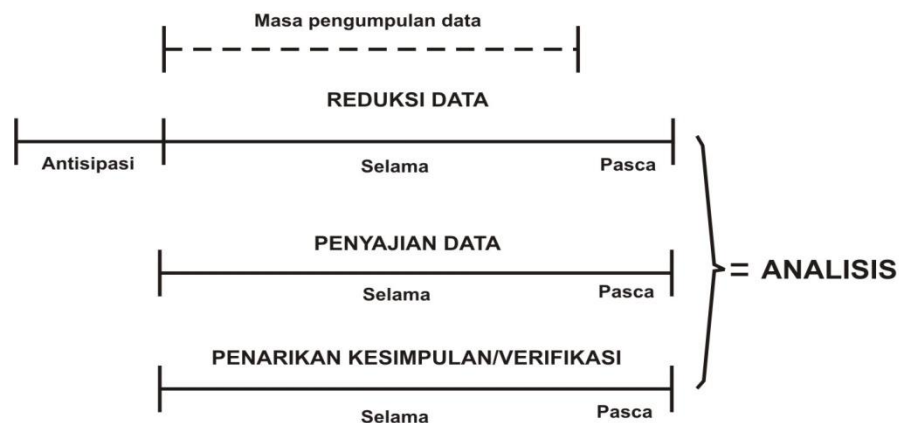 Masa pengumpulan data
REDUKSI DATA
Antisipasi Selama Pasca
PENYAJIAN DATA
Selama Pasca
= ANALISIS
PENARIKAN KESIMPULAN/VERIFIKASI
Selama Pasca